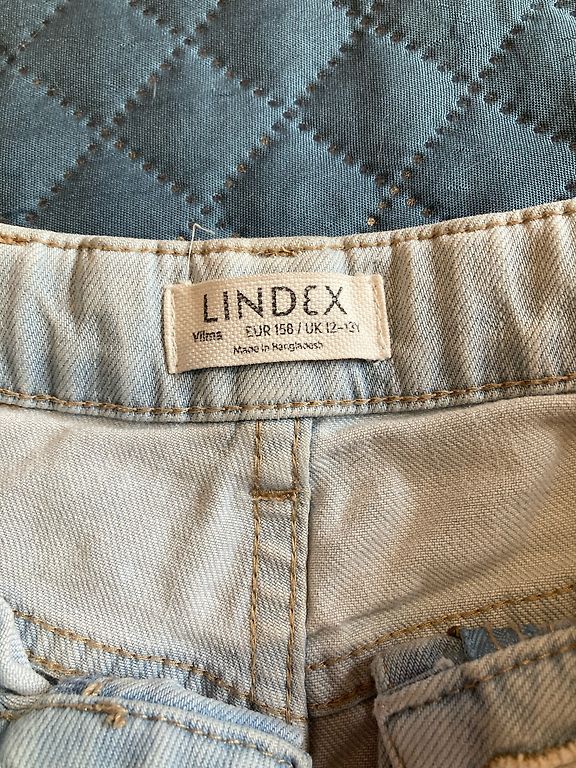 LINDEX
Vilma EUR 158 / UK 12-13Y
Made in Bangladesh